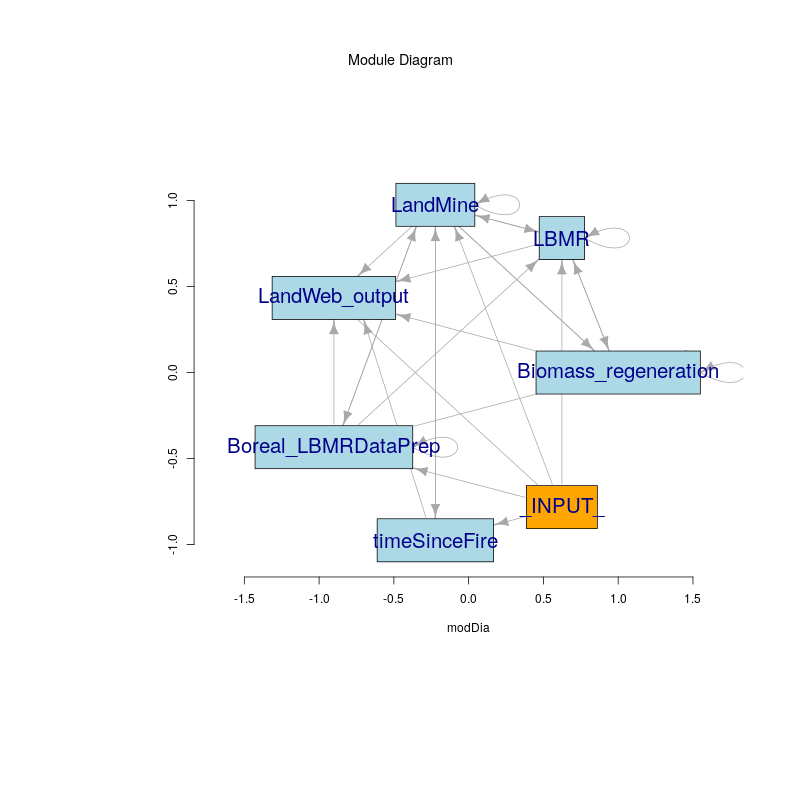 Module Diagram
1.0
0.5
0.0
-0.5
-1.0
LandMine
LBMR
LandWeb_output
Biomass_regeneration
Boreal_LBMRDataPrep
_INPUT_
timeSinceFire
-1.5 -1.0 -0.5 0.0 0.5 1.0 1.5
modDia